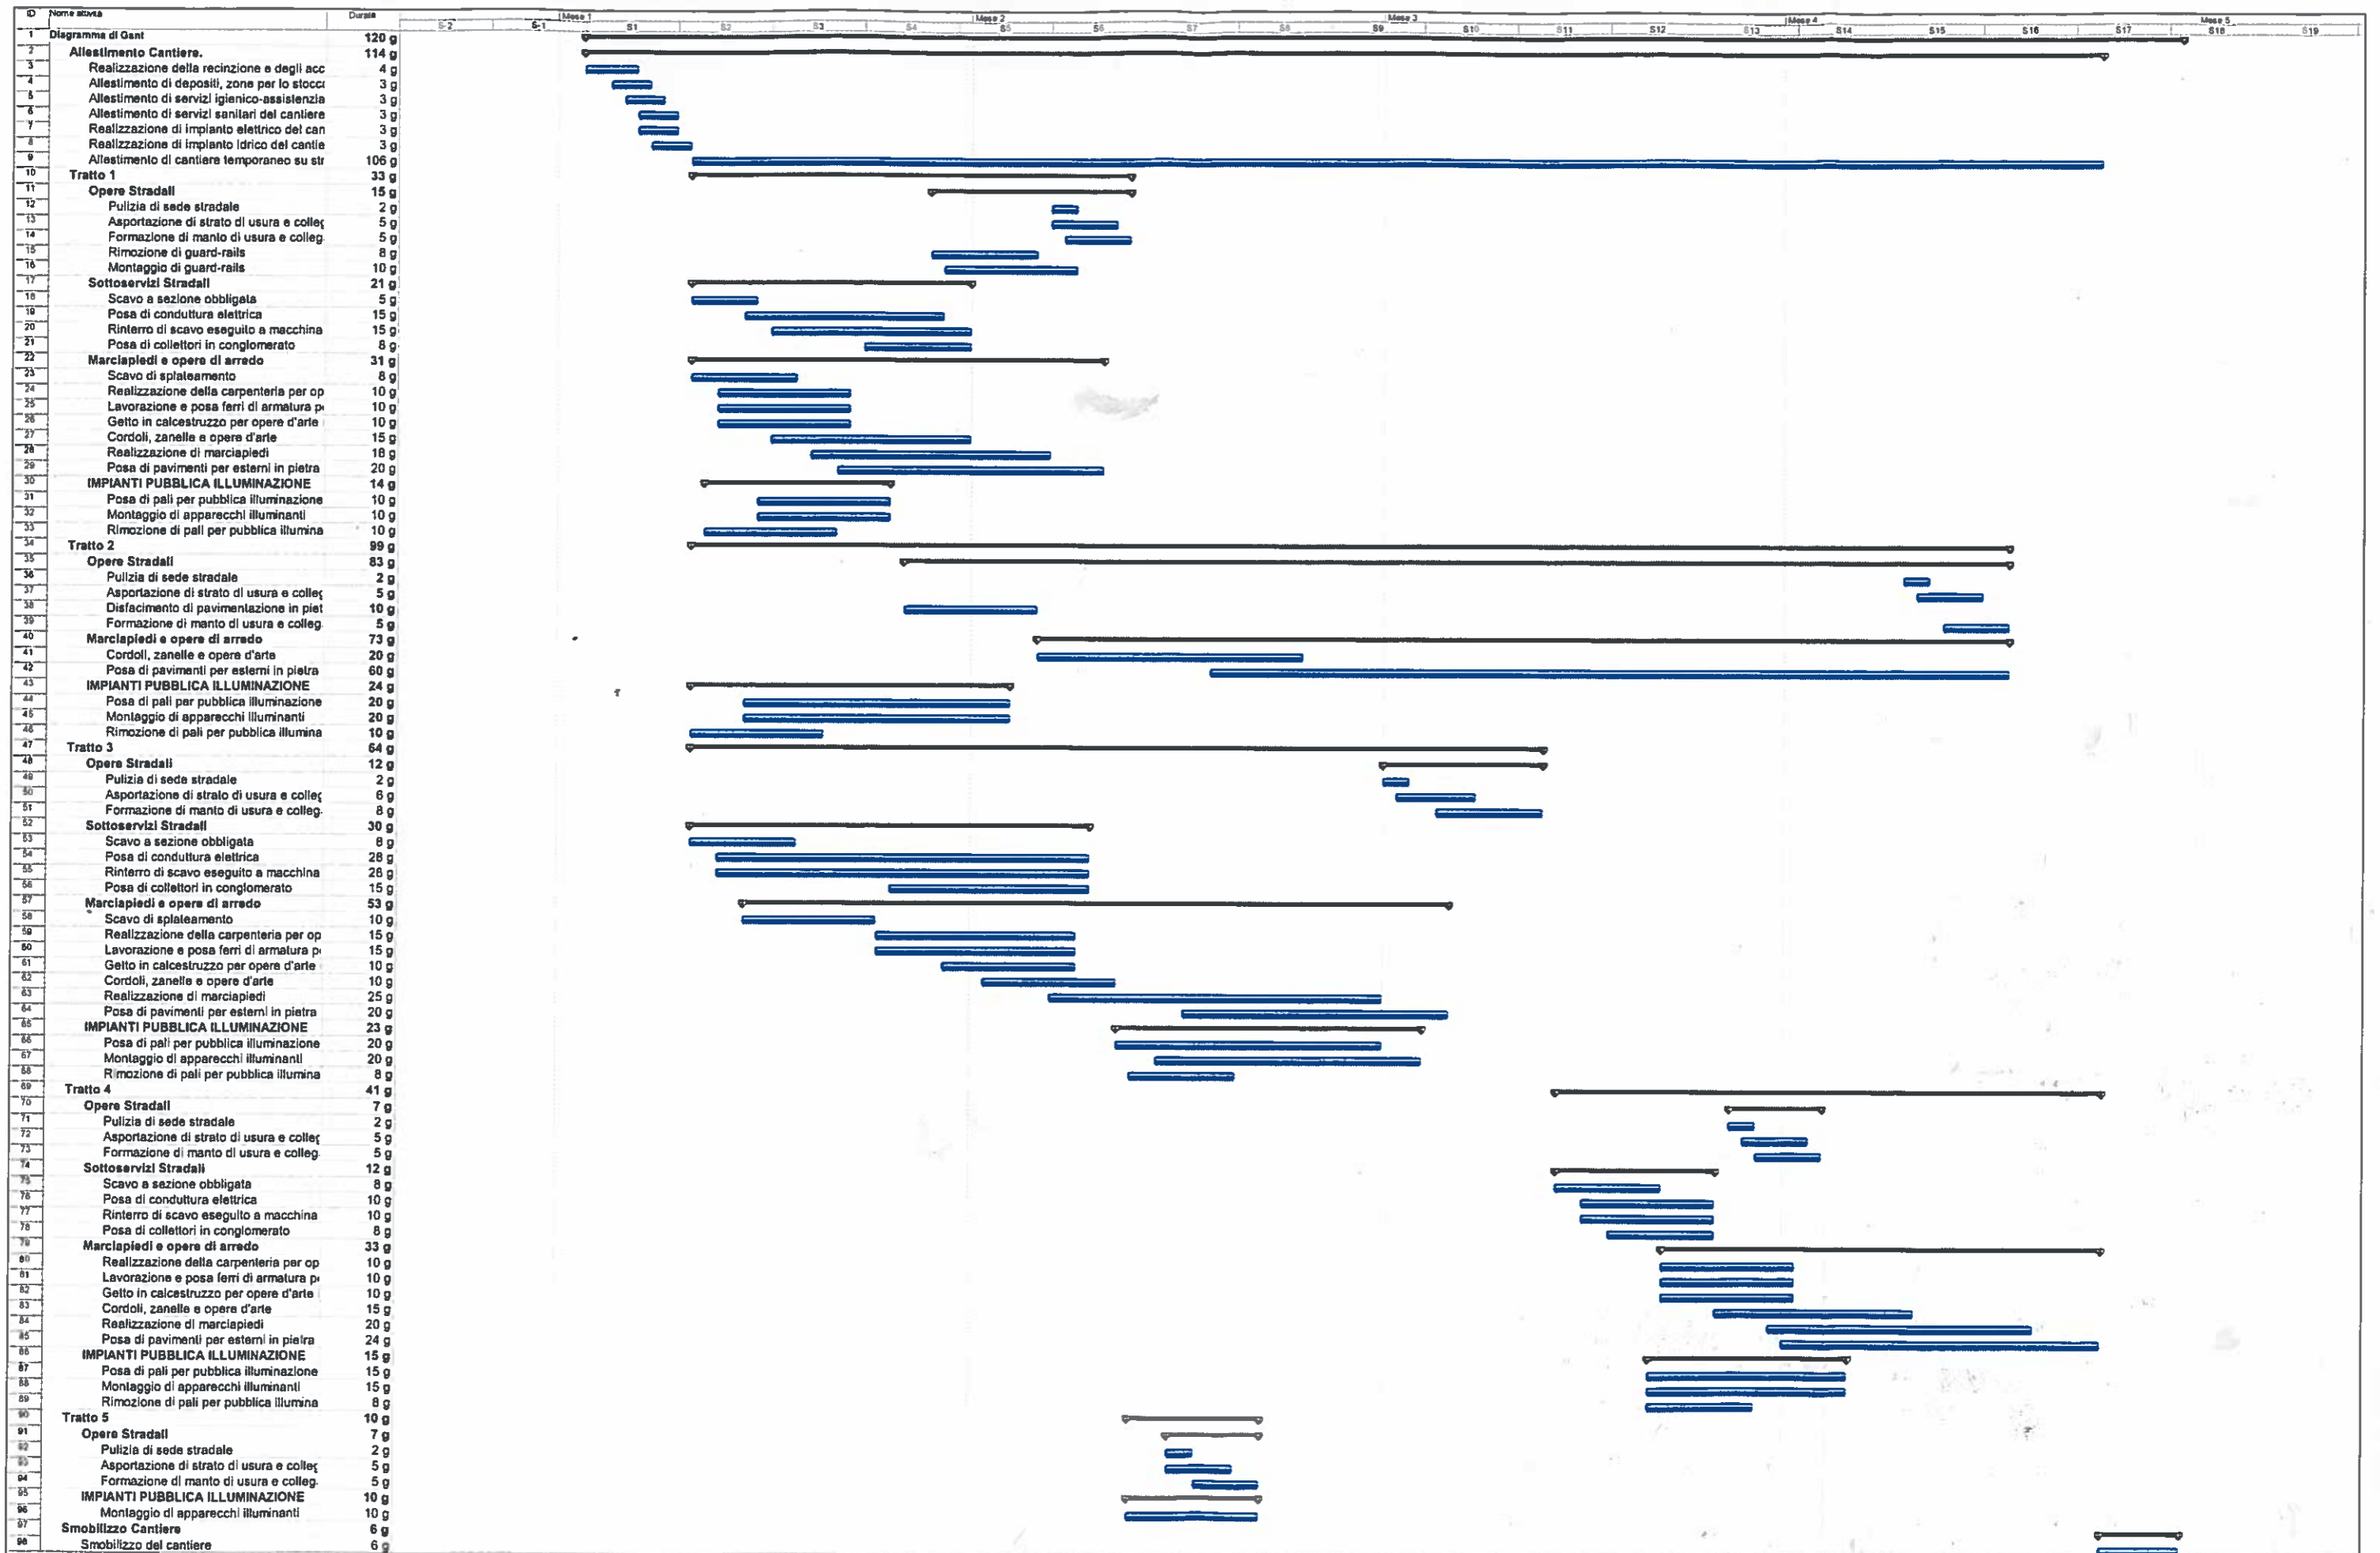 ID Nome attività Durata
Mese 1 Mese 2 Mese 3 Mese 4 Mese 5
S-2 S-1 S1 S2 S3 S4 S5 S6 S7 S8 S9 S10 S11 S12 S13 S14 S15 S16 S17 S18 S19
1 Diagramma di Gant 120 g
2 Allestimento Cantiere. 114 g
3 Realizzazione della recinzione e degli acc 4 g
4 Allestimento di depositi, zone per lo stocca 3 g
5 Allestimento di servizi igienico-assistenzia 3 g
6 Allestimento di servizi sanitari del cantiere 3 g
7 Realizzazione di impianto elettrico del can 3 g
8 Realizzazione di impianto idrico del cantie 3 g
9 Allestimento di cantiere temporaneo su str 106 g
10 Tratto 1 33 g
11 Opere Stradali 15 g
12 Pulizia di sede stradale 2 g
13 Asportazione di strato di usura e colleg 5 g
14 Formazione di manto di usura e colleg. 5 g
15 Rimozione di guard-rails 8 g
16 Montaggio di guard-rails 10 g
17 Sottoservizi Stradali 21 g
18 Scavo a sezione obbligata 5 g
19 Posa di conduttura elettrica 15 g
20 Rinterro di scavo eseguito a macchina 15 g
21 Posa di collettori in conglomerato 8 g
22 Marciapiedi e opere di arredo 31 g
23 Scavo di splateamento 8 g
24 Realizzazione della carpenteria per op 10 g
25 Lavorazione e posa ferri di armatura p 10 g
26 Getto in calcestruzzo per opere d'arte 10 g
27 Cordoli, zanelle e opere d'arte 15 g
28 Realizzazione di marciapiedi 18 g
29 Posa di pavimenti per esterni in pietra 20 g
30 IMPIANTI PUBBLICA ILLUMINAZIONE 14 g
31 Posa di pali per pubblica illuminazione 10 g
32 Montaggio di apparecchi illuminanti 10 g
33 Rimozione di pali per pubblica illumina 10 g
34 Tratto 2 99 g
35 Opere Stradali 83 g
36 Pulizia di sede stradale 2 g
37 Asportazione di strato di usura e colleg 5 g
38 Disfacimento di pavimentazione in piet 10 g
39 Formazione di manto di usura e colleg. 5 g
40 Marciapiedi e opere di arredo 73 g
41 Cordoli, zanelle e opere d'arte 20 g
42 Posa di pavimenti per esterni in pietra 60 g
43 IMPIANTI PUBBLICA ILLUMINAZIONE 24 g
44 Posa di pali per pubblica illuminazione 20 g
45 Montaggio di apparecchi illuminanti 20 g
46 Rimozione di pali per pubblica illumina 10 g
47 Tratto 3 64 g
48 Opere Stradali 12 g
49 Pulizia di sede stradale 2 g
50 Asportazione di strato di usura e colleg 6 g
51 Formazione di manto di usura e colleg. 8 g
52 Sottoservizi Stradali 30 g
53 Scavo a sezione obbligata 8 g
54 Posa di conduttura elettrica 28 g
55 Rinterro di scavo eseguito a macchina 28 g
56 Posa di collettori in conglomerato 15 g
57 Marciapiedi e opere di arredo 53 g
58 Scavo di splateamento 10 g
59 Realizzazione della carpenteria per op 15 g
60 Lavorazione e posa ferri di armatura p 15 g
61 Getto in calcestruzzo per opere d'arte 10 g
62 Cordoli, zanelle e opere d'arte 10 g
63 Realizzazione di marciapiedi 25 g
64 Posa di pavimenti per esterni in pietra 20 g
65 IMPIANTI PUBBLICA ILLUMINAZIONE 23 g
66 Posa di pali per pubblica illuminazione 20 g
67 Montaggio di apparecchi illuminanti 20 g
68 Rimozione di pali per pubblica illumina 8 g
69 Tratto 4 41 g
70 Opere Stradali 7 g
71 Pulizia di sede stradale 2 g
72 Asportazione di strato di usura e colleg 5 g
73 Formazione di manto di usura e colleg. 5 g
74 Sottoservizi Stradali 12 g
75 Scavo a sezione obbligata 8 g
76 Posa di conduttura elettrica 10 g
77 Rinterro di scavo eseguito a macchina 10 g
78 Posa di collettori in conglomerato 8 g
79 Marciapiedi e opere di arredo 33 g
80 Realizzazione della carpenteria per op 10 g
81 Lavorazione e posa ferri di armatura p 10 g
82 Getto in calcestruzzo per opere d'arte 10 g
83 Cordoli, zanelle e opere d'arte 15 g
84 Realizzazione di marciapiedi 20 g
85 Posa di pavimenti per esterni in pietra 24 g
86 IMPIANTI PUBBLICA ILLUMINAZIONE 15 g
87 Posa di pali per pubblica illuminazione 15 g
88 Montaggio di apparecchi illuminanti 15 g
89 Rimozione di pali per pubblica illumina 8 g
90 Tratto 5 10 g
91 Opere Stradali 7 g
92 Pulizia di sede stradale 2 g
93 Asportazione di strato di usura e colleg 5 g
94 Formazione di manto di usura e colleg. 5 g
95 IMPIANTI PUBBLICA ILLUMINAZIONE 10 g
96 Montaggio di apparecchi illuminanti 10 g
97 Smobilizzo Cantiere 6 g
98 Smobilizzo del cantiere 6 g